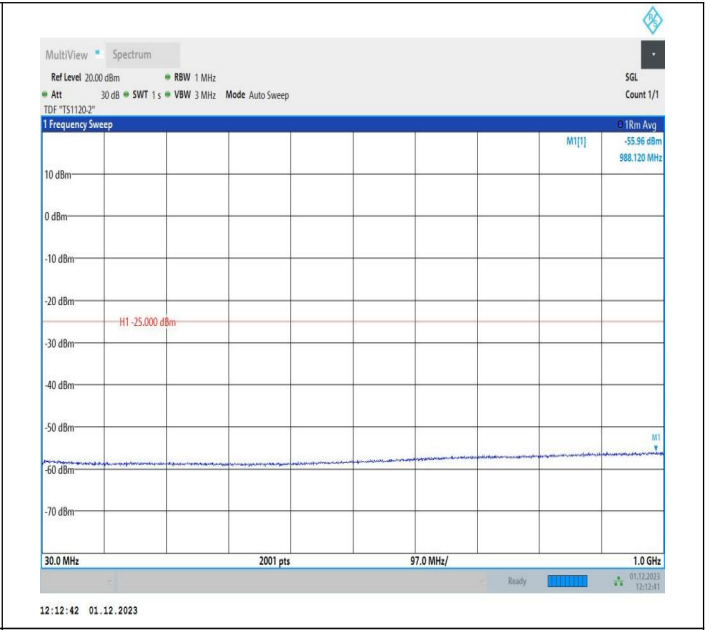 MultiView Spectrum
Ref Level 20.00 dBm RBW 1 MHz SGL
Att 30 dB SWT 1 s VBW 3 MHz Mode Auto Sweep Count 1/1
TDF "TS1120-2"
1 Frequency Sweep 1Rm Avg
M1[1] -55.96 dBm
988.120 MHz
10 dBm
0 dBm
-10 dBm
-20 dBm
H1 -25.000 dBm
-30 dBm
-40 dBm
-50 dBm
M1
-60 dBm
-70 dBm
30.0 MHz 2001 pts 97.0 MHz/ 1.0 GHz
Ready 01.12.2023
12:12:41
12:12:42 01.12.2023